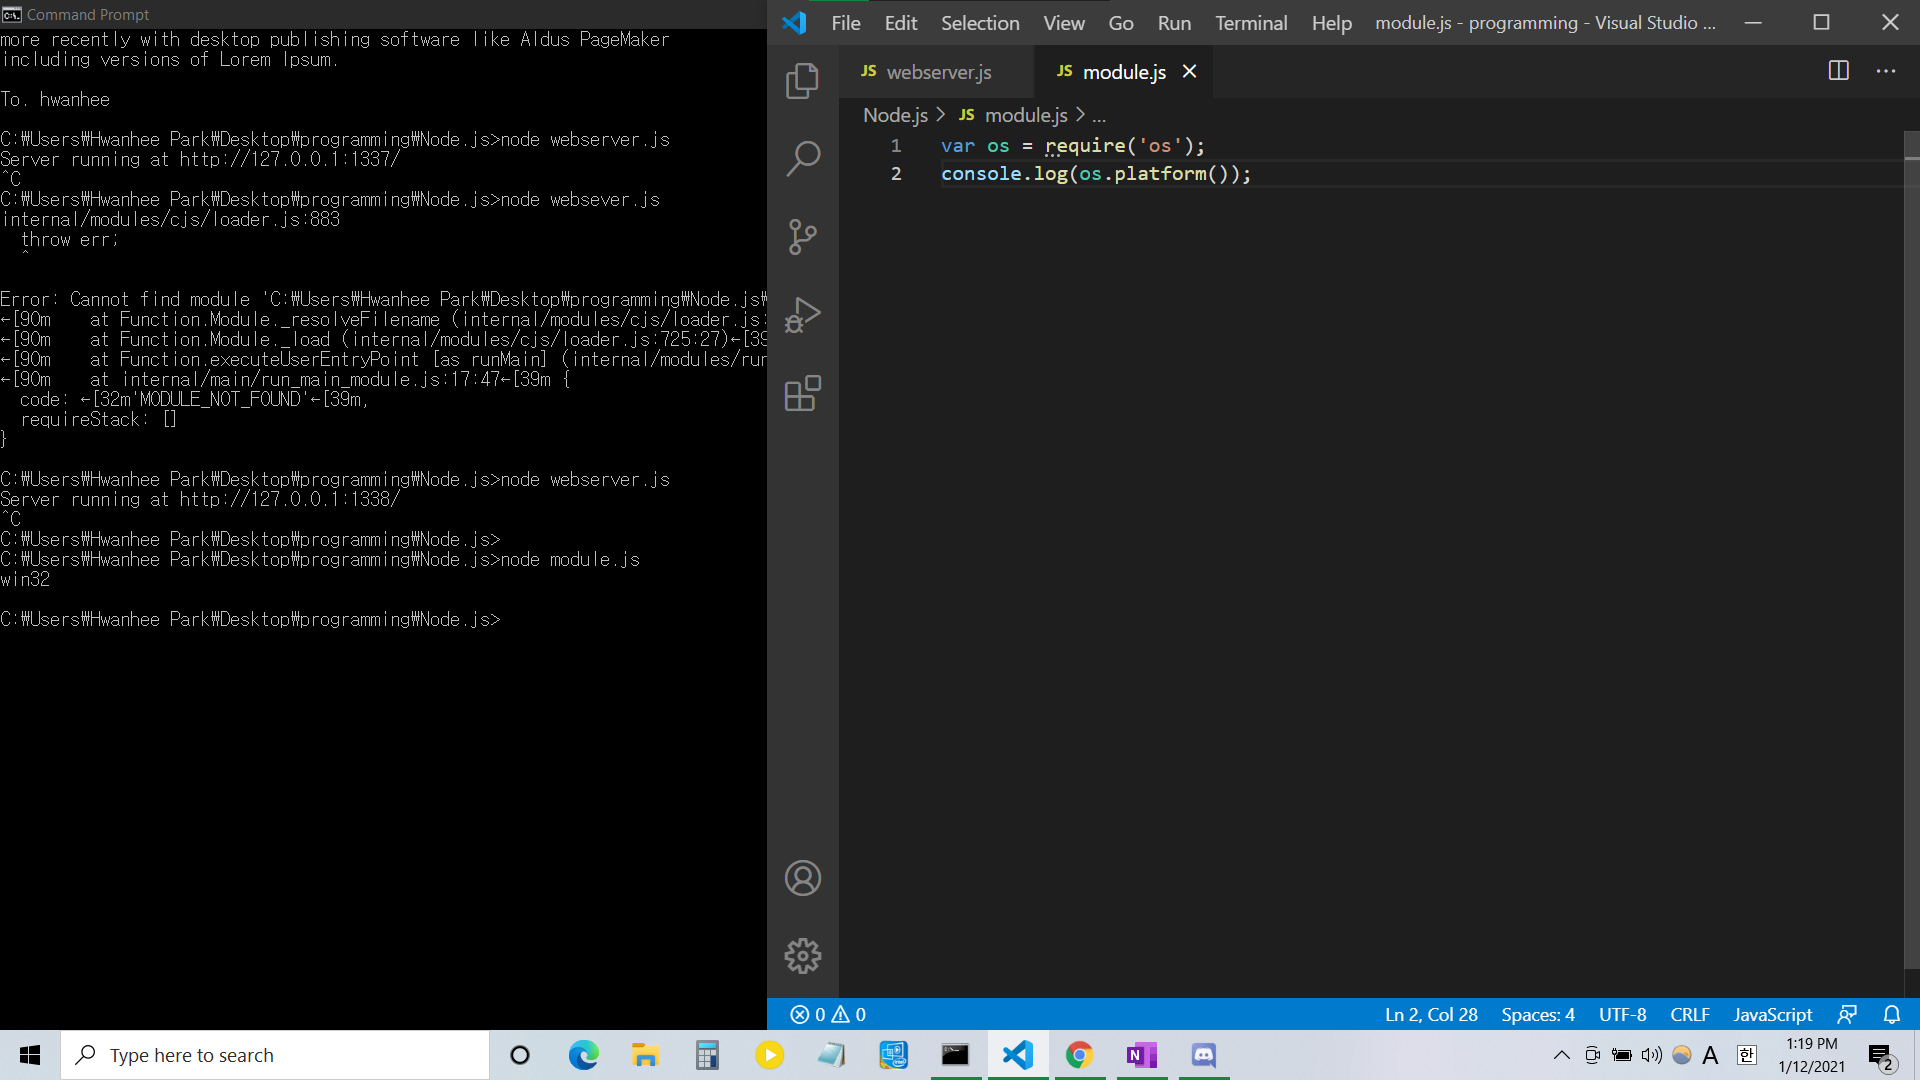 Command Prompt
more recently with desktop publishing software like Aldus PageMaker
including versions of Lorem Ipsum.
To. hwanhee
C:₩Users₩Hwanhee Park₩Desktop₩programming₩Node.js>node webserver.js
Server running at http://127.0.0.1:1337/
^C
C:₩Users₩Hwanhee Park₩Desktop₩programming₩Node.js>node websever.js
internal/modules/cjs/loader.js:883
  throw err;
  ^
Error: Cannot find module 'C:₩Users₩Hwanhee Park₩Desktop₩programming₩Node.js₩
←[90m    at Function.Module._resolveFilename (internal/modules/cjs/loader.js:
←[90m    at Function.Module._load (internal/modules/cjs/loader.js:725:27)←[39
←[90m    at Function.executeUserEntryPoint [as runMain] (internal/modules/run
←[90m    at internal/main/run_main_module.js:17:47←[39m {
  code: ←[32m'MODULE_NOT_FOUND'←[39m,
  requireStack: []
}
C:₩Users₩Hwanhee Park₩Desktop₩programming₩Node.js>node webserver.js
Server running at http://127.0.0.1:1338/
^C
C:₩Users₩Hwanhee Park₩Desktop₩programming₩Node.js>
C:₩Users₩Hwanhee Park₩Desktop₩programming₩Node.js>node module.js
win32
C:₩Users₩Hwanhee Park₩Desktop₩programming₩Node.js>
File Edit Selection View Go Run Terminal Help module.js - programming - Visual Studio ...
JS webserver.js JS module.js
Node.js > JS module.js > ...
1 var os = require('os');
2 console.log(os.platform());
0 0 Ln 2, Col 28 Spaces: 4 UTF-8 CRLF JavaScript
Type here to search
A 한 1:19 PM
1/12/2021 2